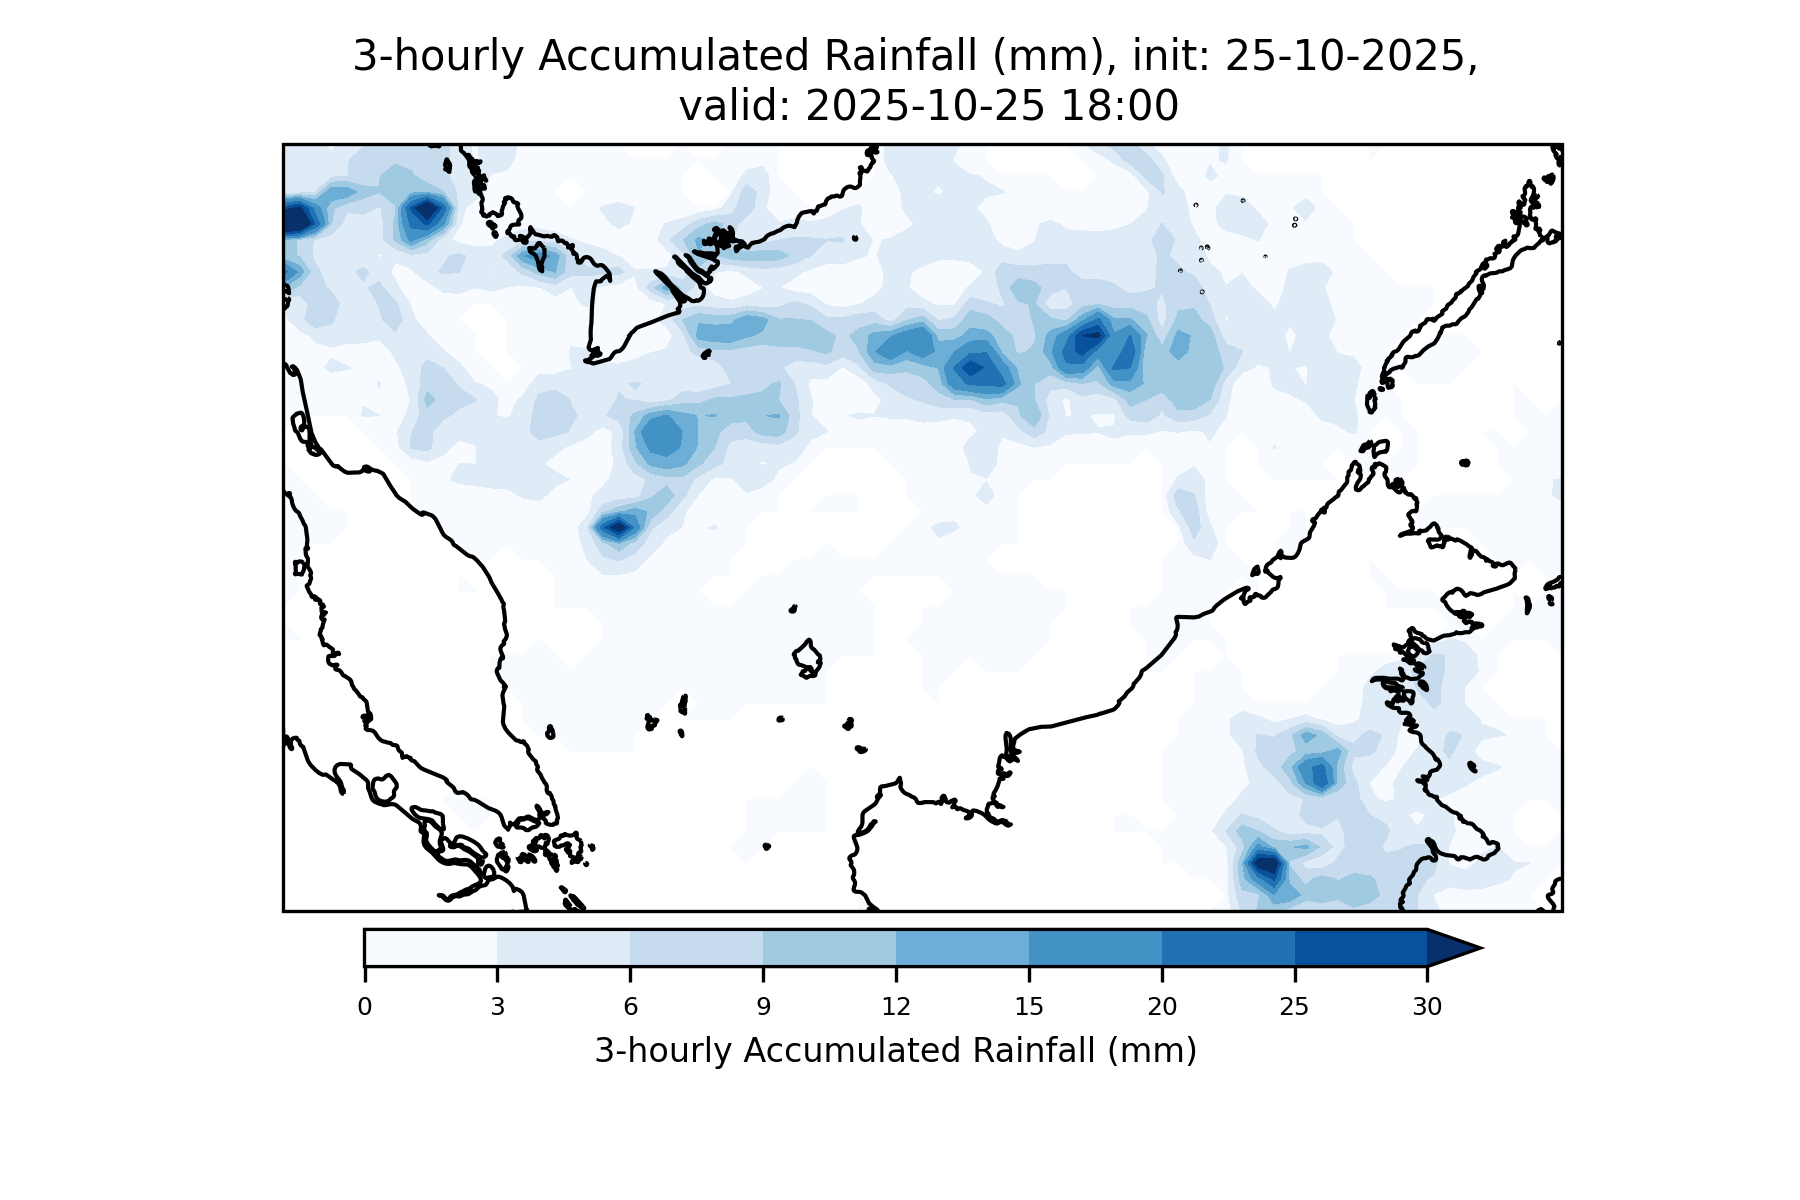 3-hourly Accumulated Rainfall (mm), init: 25-10-2025,
valid: 2025-10-25 18:00
0 3 6 9 12 15 20 25 30
3-hourly Accumulated Rainfall (mm)